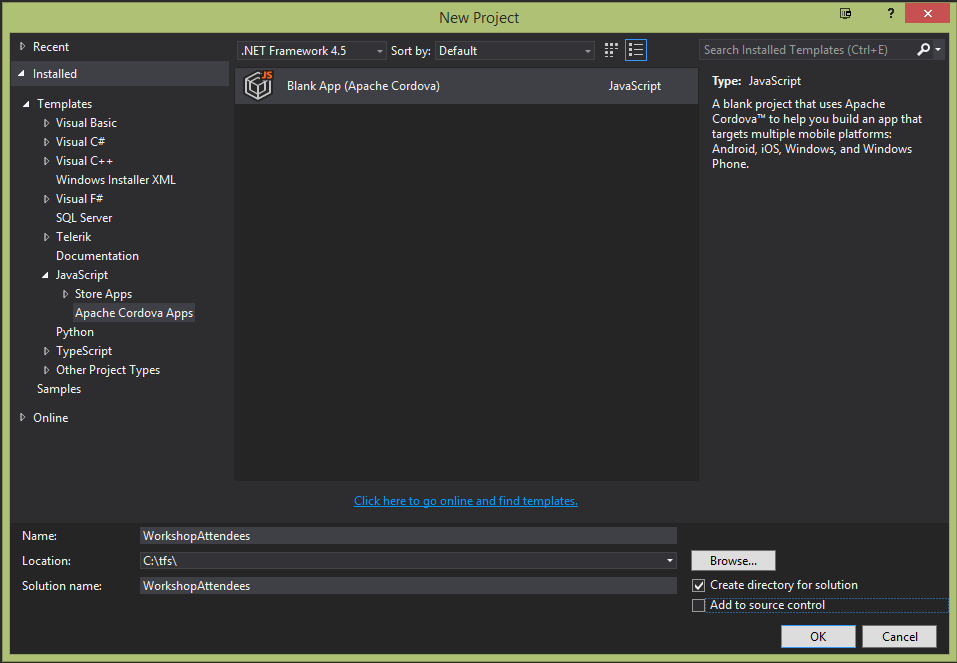 New Project
?
Recent
Installed
Templates
Visual Basic
Visual C#
Visual C++
Windows Installer XML
Visual F#
SQL Server
Telerik
Documentation
JavaScript
Store Apps
Apache Cordova Apps
Python
TypeScript
Other Project Types
Samples
Online
.NET Framework 4.5
Sort by: Default
JS
Blank App (Apache Cordova) JavaScript
Click here to go online and find templates.
Search Installed Templates (Ctrl+E)
Type: JavaScript
A blank project that uses Apache
Cordova™ to help you build an app that
targets multiple mobile platforms:
Android, iOS, Windows, and Windows
Phone.
Name: WorkshopAttendees
Location: C:\tfs\
Browse...
Solution name: WorkshopAttendees
Create directory for solution
Add to source control
OK Cancel